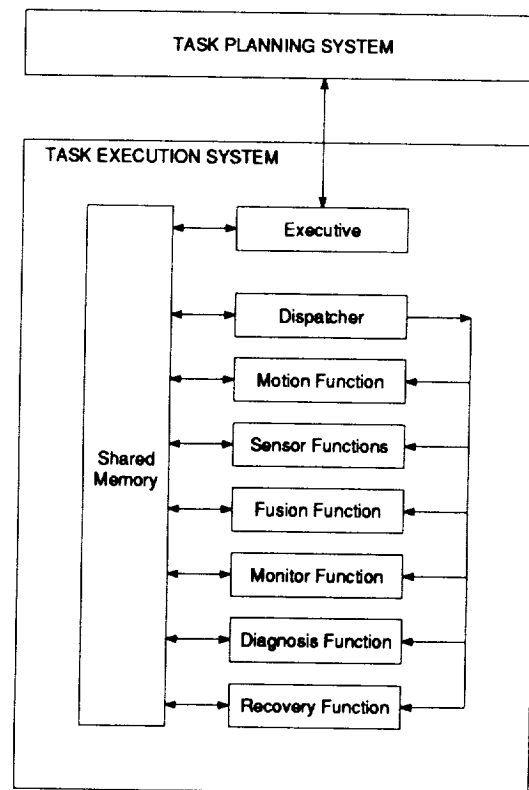 TASK PLANNING SYSTEM
TASK EXECUTION SYSTEM
Executive
Dispatcher
Motion Function
Sensor Functions
Shared
Memory
Fusion Function
Monitor Function
Diagnosis Function
Recovery Function